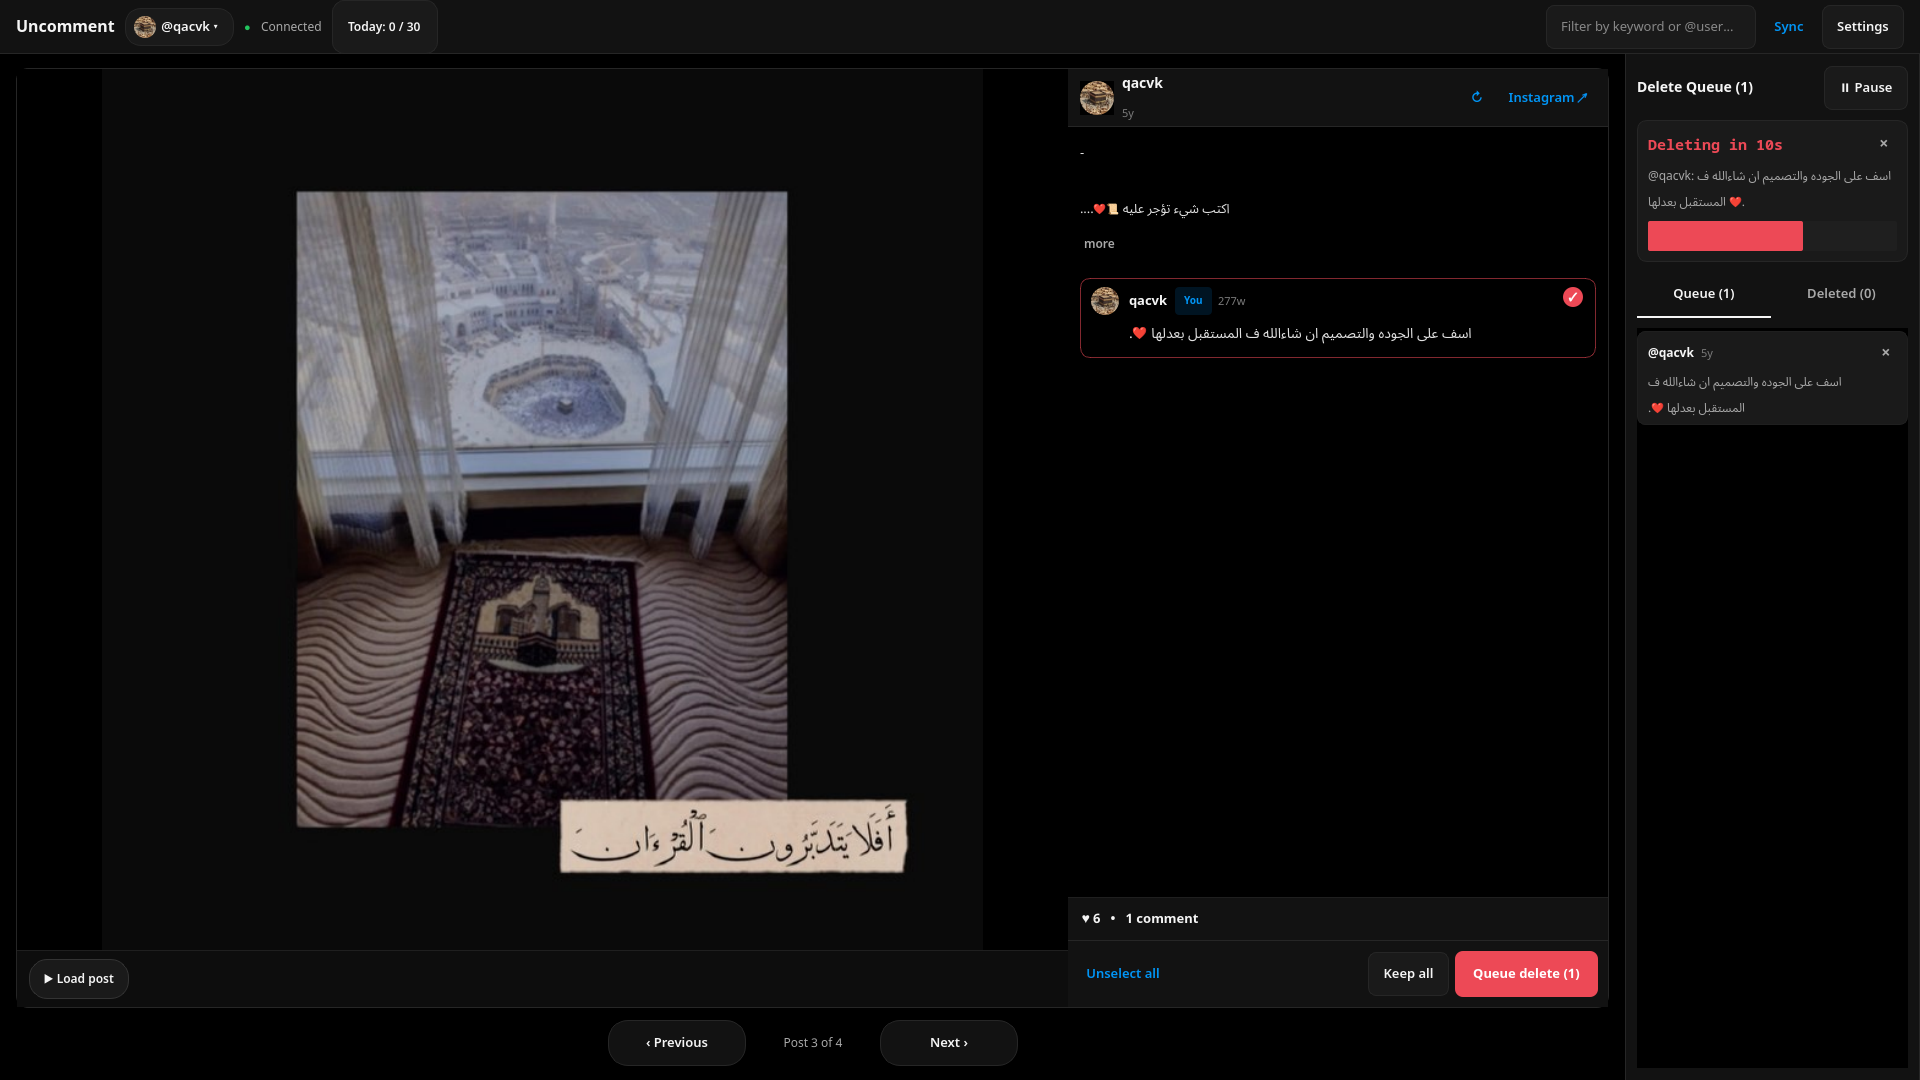 Uncomment
@qacvk ▾
● Connected
Today: 0 / 30
Filter by keyword or @user...
Sync
Settings
qacvk
5y
↻
Instagram ↗
-
اكتب شيء تؤجر عليه 📜❤️....
more
qacvk You 277w
اسف على الجوده والتصميم ان شاءالله ف المستقبل بعدلها ❤️.
أَفَلَا يَتَدَبَّرُونَ ٱلْقُرْءَانَ
♥ 6 • 1 comment
▶ Load post
Unselect all
Keep all
Queue delete (1)
‹ Previous
Post 3 of 4
Next ›
Delete Queue (1)
⏸ Pause
Deleting in 10s
×
@qacvk: اسف على الجوده والتصميم ان شاءالله ف
المستقبل بعدلها ❤️.
Queue (1)
Deleted (0)
@qacvk 5y
×
اسف على الجوده والتصميم ان شاءالله ف
المستقبل بعدلها ❤️.